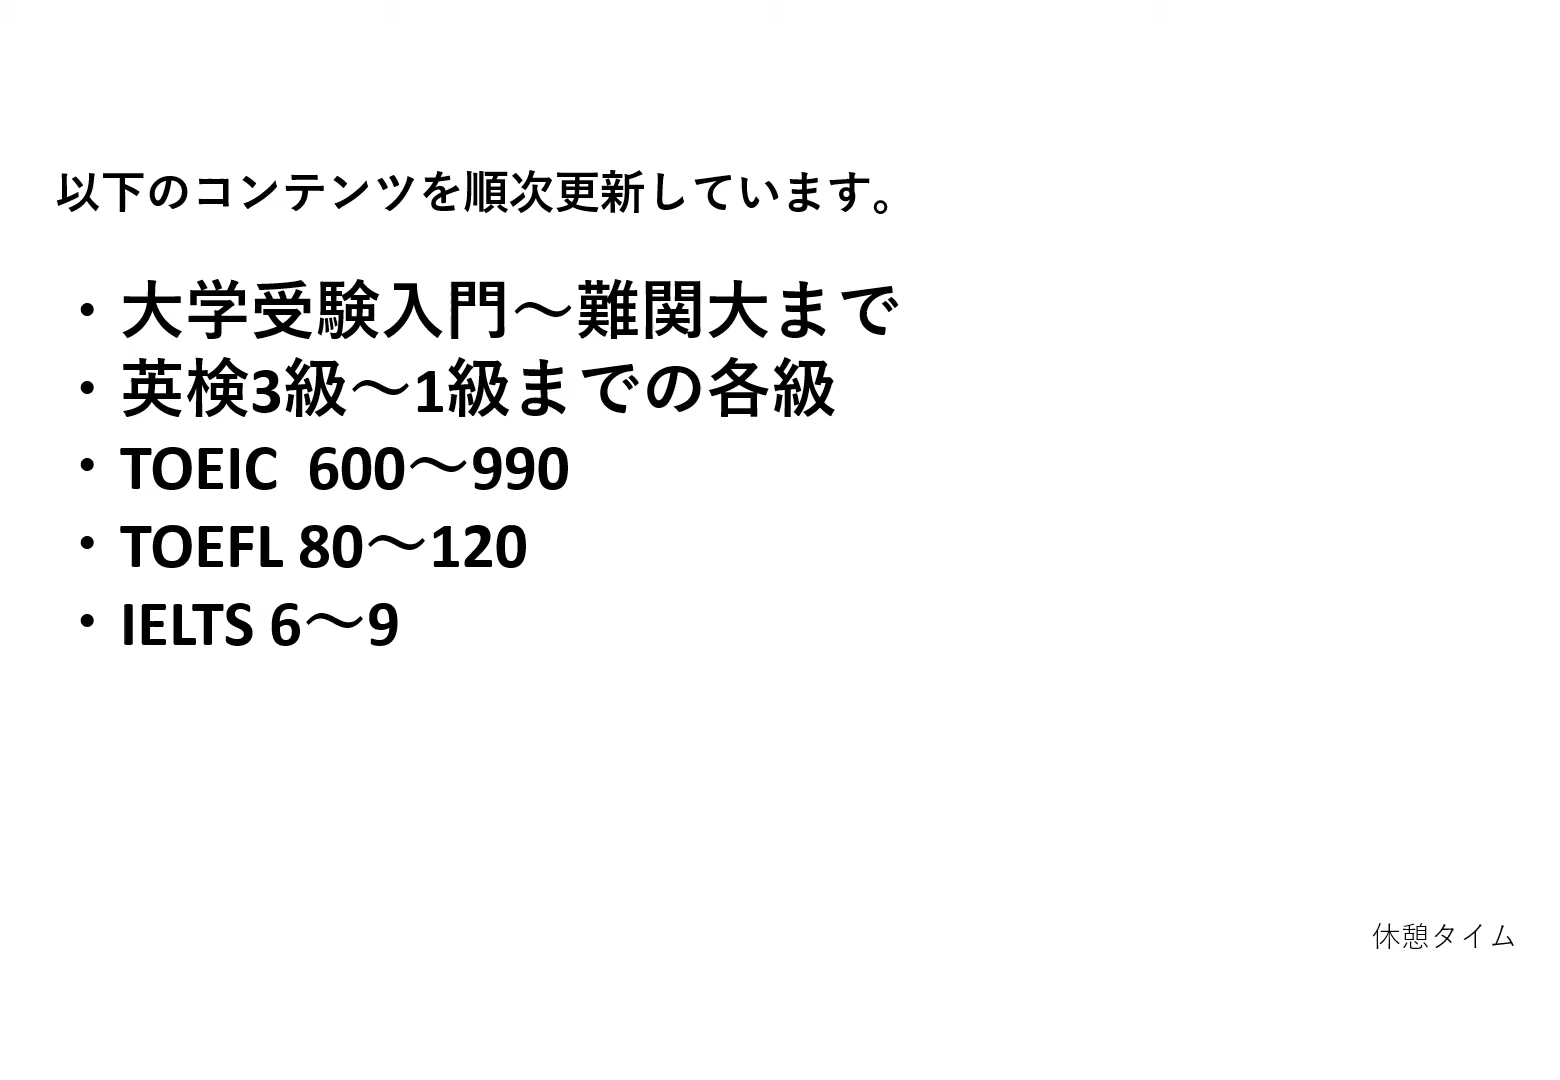 以下のコンテンツを順次更新しています。
・大学受験入門～難関大まで
・英検3級～1級までの各級
・TOEIC  600～990
・TOEFL 80～120
・IELTS 6～9
休憩タイム